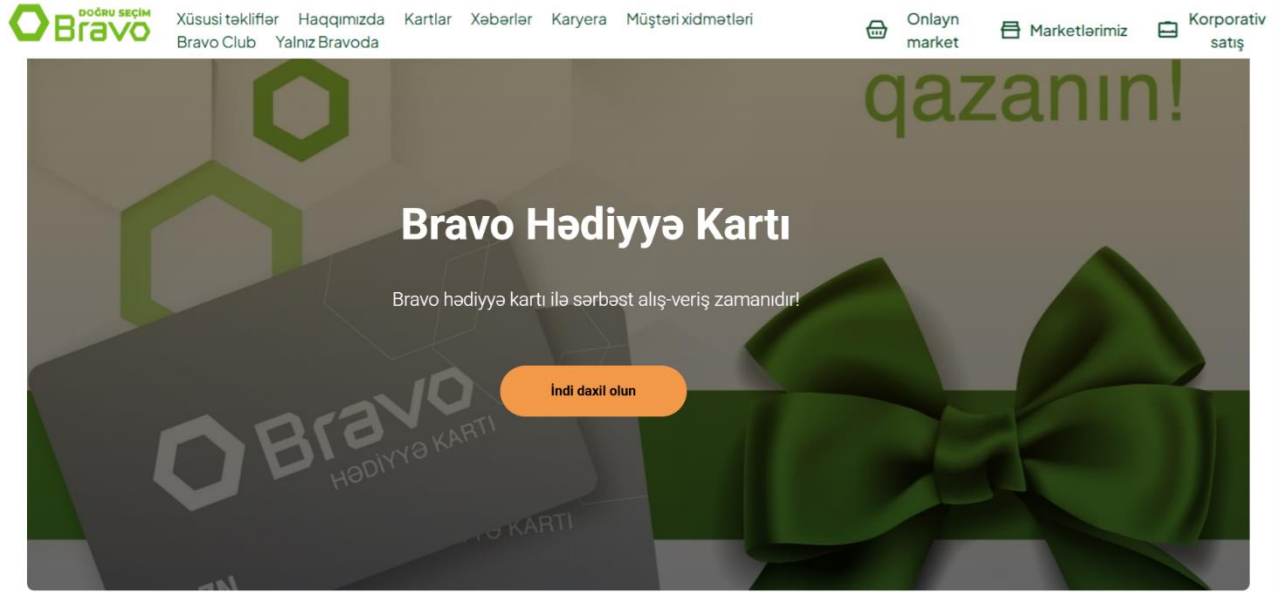 DOĞRU SEÇİM
Bravo
Xüsusi təkliflər Haqqımızda Kartlar Xəbərlər Karyera Müştəri xidmətləri
Bravo Club Yalnız Bravoda
Onlayn
market
Marketlərimiz
Korporativ
satış
qazanın!
Bravo Hədiyyə Kartı
Bravo hədiyyə kartı ilə sərbəst alış-veriş zamanıdır!
İndi daxil olun
Bravo
HƏDİYYƏ KARTI
KARTI